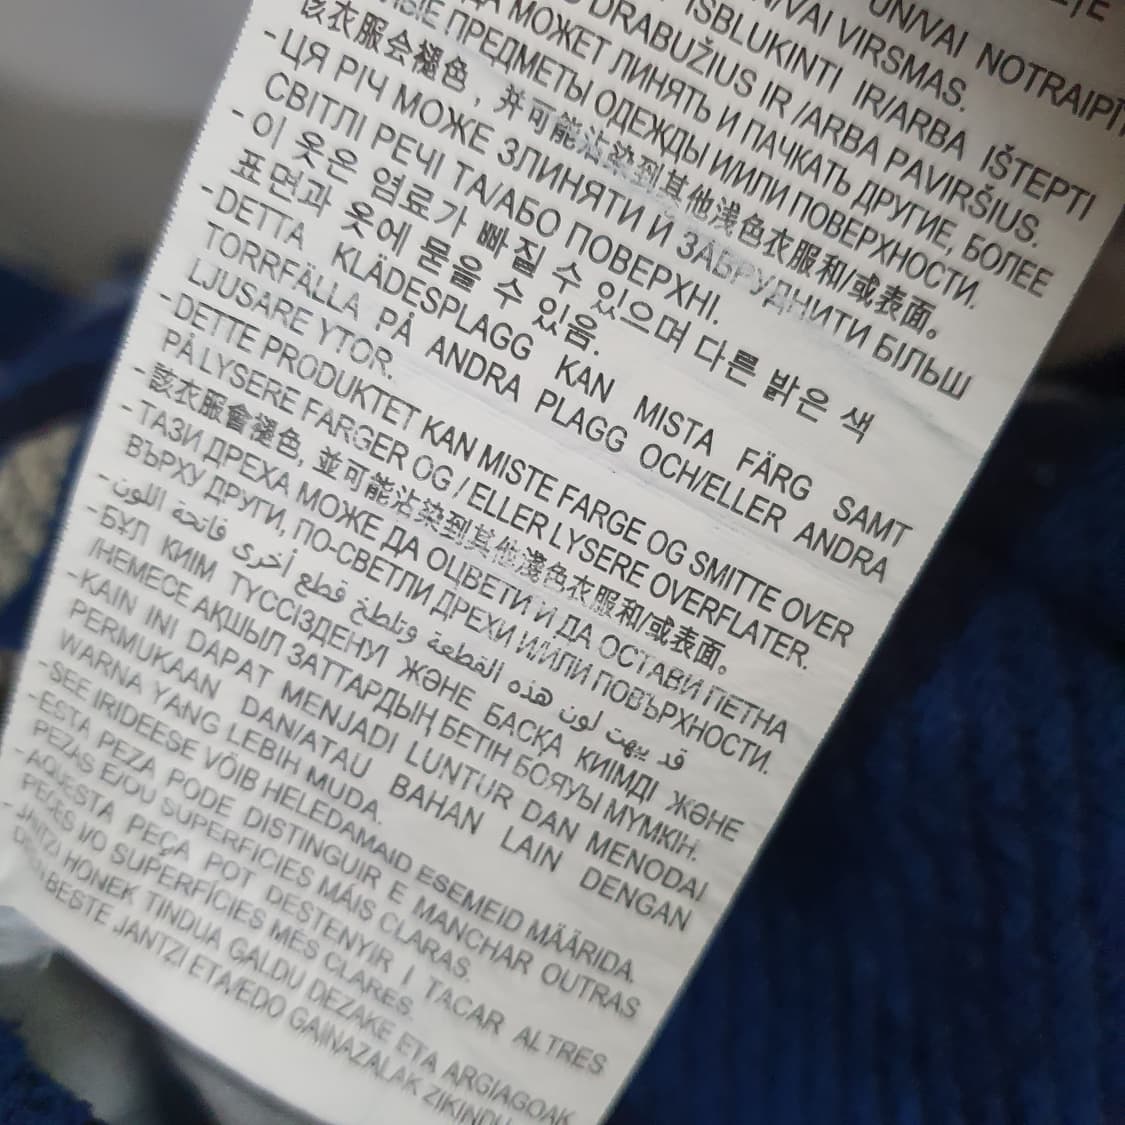 UN/VAI NOTRAIPĪT
UN/VAI VIRSMAS.
IŠBLUKINTI IR/ARBA IŠTEPTI
DRABUŽIUS IR /ARBA PAVIRŠIUS.
МОЖЕТ ЛИНЯТЬ И ПАЧКАТЬ ДРУГИЕ, БОЛЕЕ
ПРЕДМЕТЫ ОДЕЖДЫ И/ИЛИ ПОВЕРХНОСТИ.
该衣服会褪色，并可能沾染到其他浅色衣服和/或表面。
- ЦЯ РІЧ МОЖЕ ЗЛИНЯТИ Й ЗАБРУДНИТИ БІЛЬШ
СВІТЛІ РЕЧІ ТА/АБО ПОВЕРХНІ.
- 이 옷은 염료가 빠질 수 있으며 다른 밝은 색
표면과 옷에 묻을 수 있음.
- DETTA KLÄDESPLAGG KAN MISTA FÄRG SAMT
TORRFÄLLA PÅ ANDRA PLAGG OCH/ELLER ANDRA
LJUSARE YTOR.
- DETTE PRODUKTET KAN MISTE FARGE OG SMITTE OVER
PÅ LYSERE FARGER OG / ELLER LYSERE OVERFLATER.
- 該衣服會褪色, 並可能沾染到其他淺色衣服和/或表面。
- ТАЗИ ДРЕХА МОЖЕ ДА ОЦВЕТИ И ДА ОСТАВИ ПЕТНА
ВЪРХУ ДРУГИ, ПО-СВЕТЛИ ДРЕХИ И/ИЛИ ПОВЪРХНОСТИ.
- قد يبهت لون هذه القطعة وتلطخ قطع أخرى فاتحة اللون
- БҰЛ КИІМ ТҮССІЗДЕНУІ ЖӘНЕ БАСҚА КИІМДІ ЖӘНЕ
/НЕМЕСЕ АҚШЫЛ ЗАТТАРДЫҢ БЕТІН БОЯУЫ МҮМКІН.
- KAIN INI DAPAT MENJADI LUNTUR DAN MENODAI
PERMUKAAN DAN/ATAU BAHAN LAIN DENGAN
WARNA YANG LEBIH MUDA.
- SEE RIIDEESE VÕIB HELEDAMAID ESEMEID MÄÄRIDA.
- ESTA PEZA PODE DISTINGUIR E MANCHAR OUTRAS
PEZAS E/OU SUPERFICIES MÁIS CLARAS.
- AQUESTA PEÇA POT DESTENYIR I TACAR ALTRES
PECES I/O SUPERFÍCIES MÉS CLARES.
- JANTZI HONEK TINDUA GALDU DEZAKE ETA ARGIAGOAK
BESTE JANTZI ETA/EDO GAINAZALAK